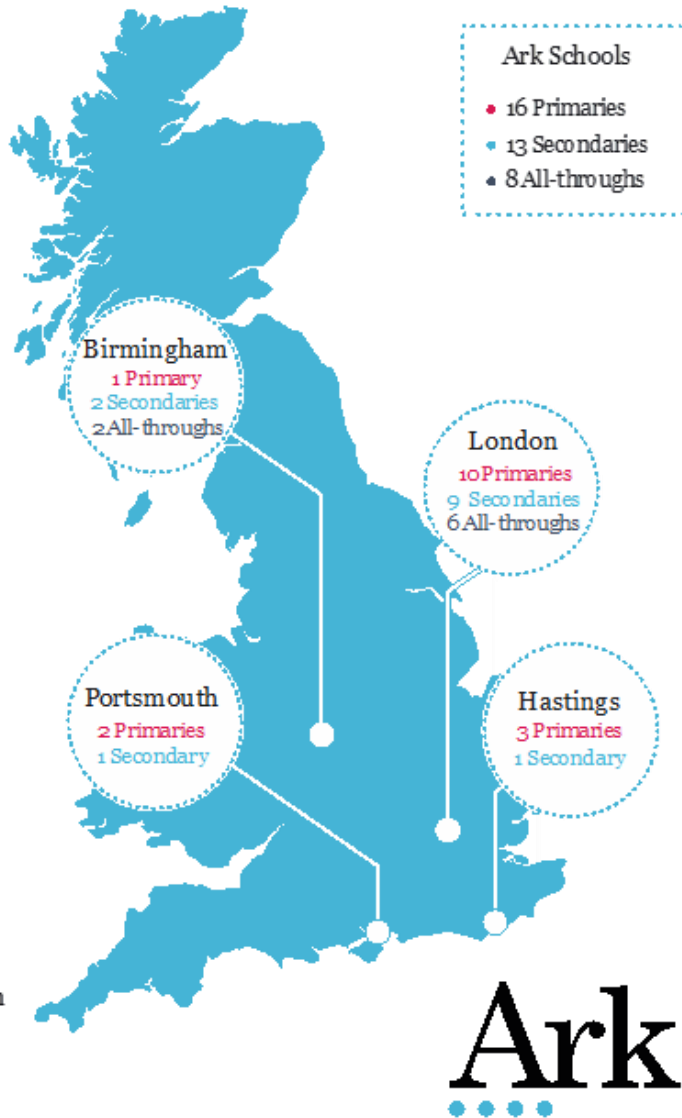 Ark Schools
16 Primaries
13 Secondaries
8 All-throughs
Birmingham
1 Primary
2 Secondaries
2 All-throughs
London
10 Primaries
9 Secondaries
6 All-throughs
Portsmouth
2 Primaries
1 Secondary
Hastings
3 Primaries
1 Secondary
Ark